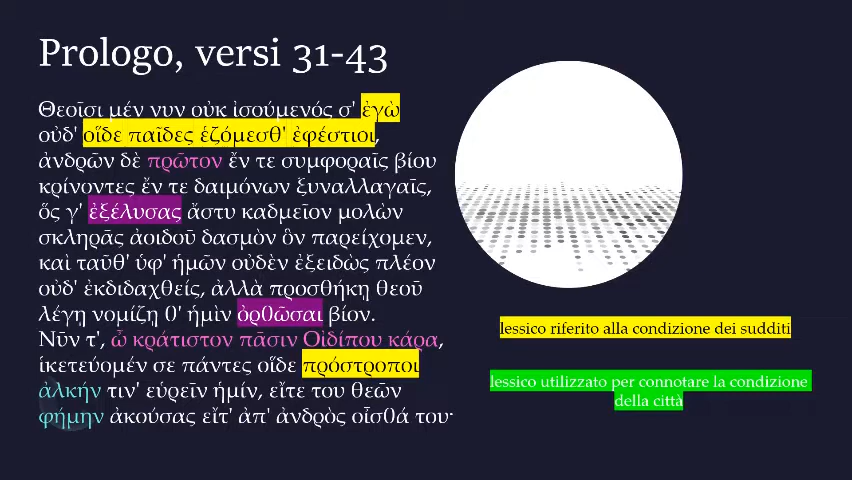 Prologo, versi 31-43
Θεοῖσι μέν νυν οὐκ ἰσούμενός σ' ἐγὼ
οὐδ' οἵδε παῖδες ἑζόμεσθ' ἐφέστιοι,
ἀνδρῶν δὲ πρῶτον ἔν τε συμφοραῖς βίου
κρίνοντες ἔν τε δαιμόνων ξυναλλαγαῖς,
ὅς γ' ἐξέλυσας ἄστυ καδμεῖον μολὼν
σκληρᾶς ἀοιδοῦ δασμὸν ὃν παρείχομεν,
καὶ ταῦθ' ὑφ' ἡμῶν οὐδὲν ἐξειδὼς πλέον
οὐδ' ἐκδιδαχθείς, ἀλλὰ προσθήκῃ θεοῦ
λέγῃ νομίζῃ θ' ἡμὶν ὀρθῶσαι βίον.
Νῦν τ', ὦ κράτιστον πᾶσιν Οἰδίπου κάρα,
ἱκετεύομέν σε πάντες οἵδε πρόστροποι
ἀλκήν τιν' εὑρεῖν ἡμίν, εἴτε του θεῶν
φήμην ἀκούσας εἴτ' ἀπ' ἀνδρὸς οἶσθά του·
lessico riferito alla condizione dei sudditi
lessico utilizzato per connotare la condizione
della città